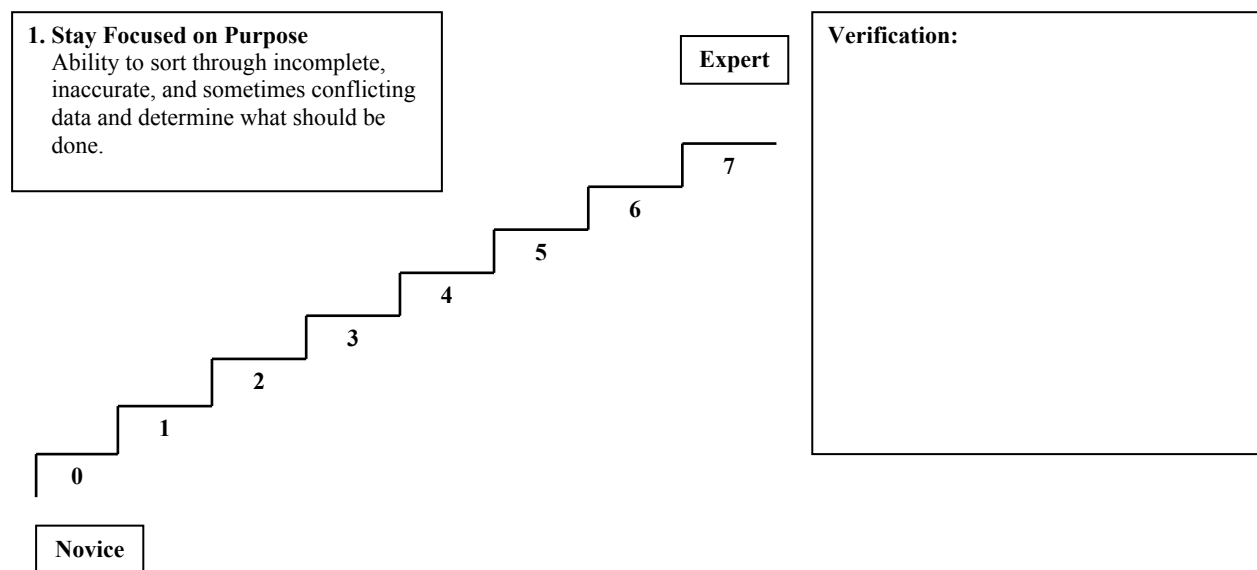 1. Stay Focused on Purpose
Ability to sort through incomplete,
inaccurate, and sometimes conflicting
data and determine what should be
done.
Expert
Verification:
7
6
5
4
3
2
1
0
Novice